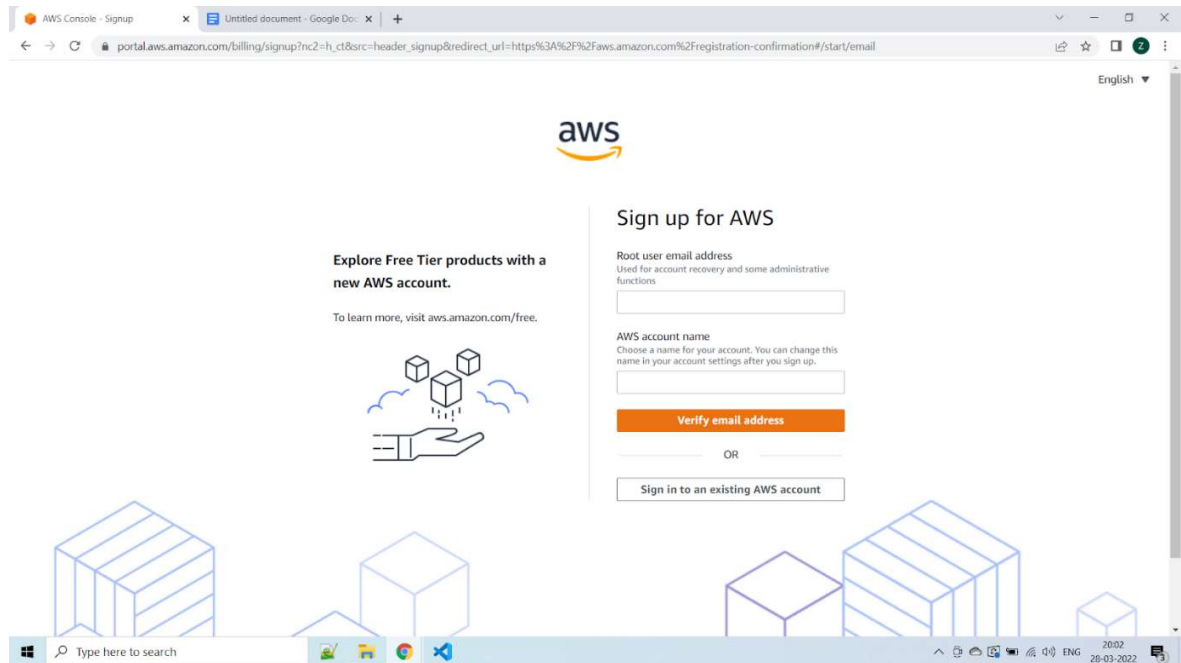 AWS Console - Signup
Untitled document - Google Doc
portal.aws.amazon.com/billing/signup?nc2=h_ct&src=header_signup&redirect_url=https%3A%2F%2Faws.amazon.com%2Fregistration-confirmation#/start/email
Z
English
aws
Explore Free Tier products with a
new AWS account.
To learn more, visit aws.amazon.com/free.
Sign up for AWS
Root user email address
Used for account recovery and some administrative
functions
AWS account name
Choose a name for your account. You can change this
name in your account settings after you sign up.
Verify email address
OR
Sign in to an existing AWS account
Type here to search
ENG
20:02
28-03-2022
3